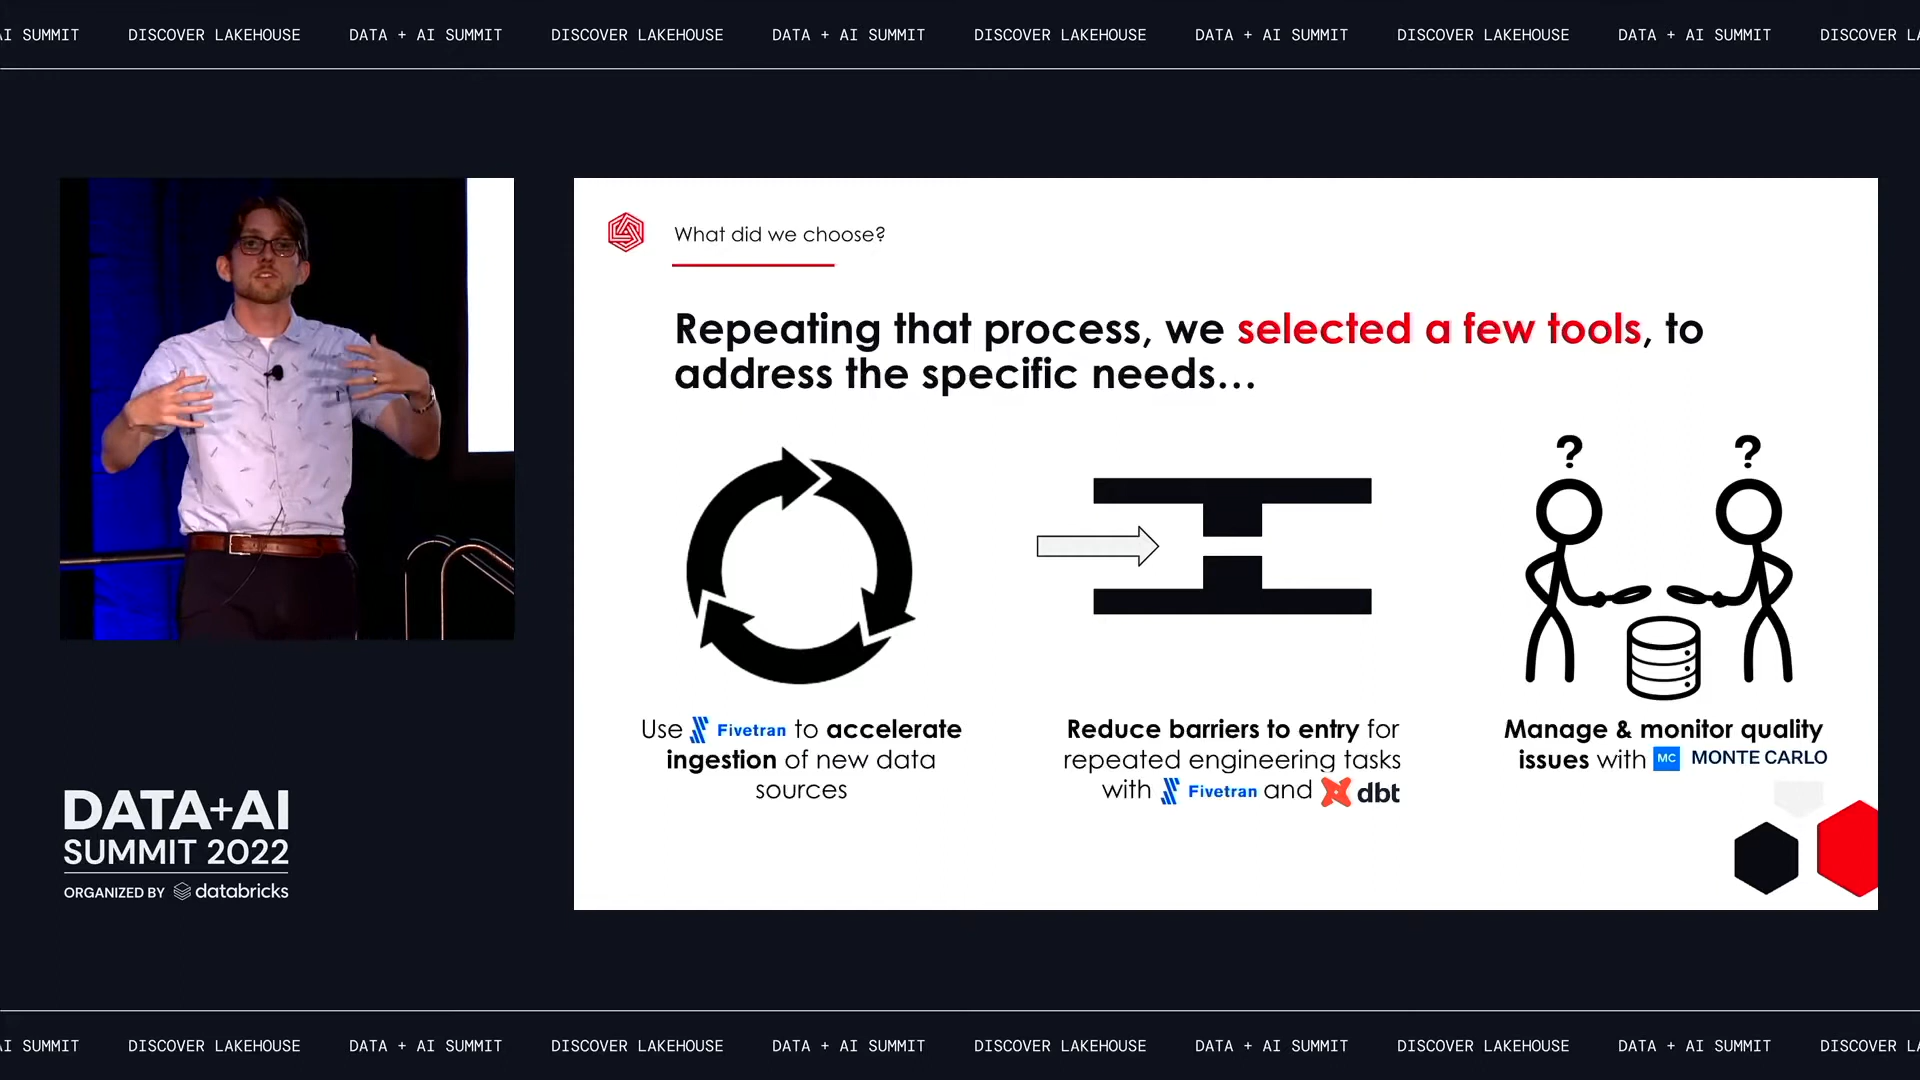 AI SUMMIT DISCOVER LAKEHOUSE DATA + AI SUMMIT DISCOVER LAKEHOUSE DATA + AI SUMMIT DISCOVER LAKEHOUSE DATA + AI SUMMIT DISCOVER LAKEHOUSE DATA + AI SUMMIT DISCOVER LA
What did we choose?
Repeating that process, we selected a few tools, to
address the specific needs...
? ?
Use Fivetran to accelerate
ingestion of new data
sources
Reduce barriers to entry for
repeated engineering tasks
with Fivetran and dbt
Manage & monitor quality
issues with MC MONTE CARLO
DATA+AI
SUMMIT 2022
ORGANIZED BY databricks
AI SUMMIT DISCOVER LAKEHOUSE DATA + AI SUMMIT DISCOVER LAKEHOUSE DATA + AI SUMMIT DISCOVER LAKEHOUSE DATA + AI SUMMIT DISCOVER LAKEHOUSE DATA + AI SUMMIT DISCOVER LA